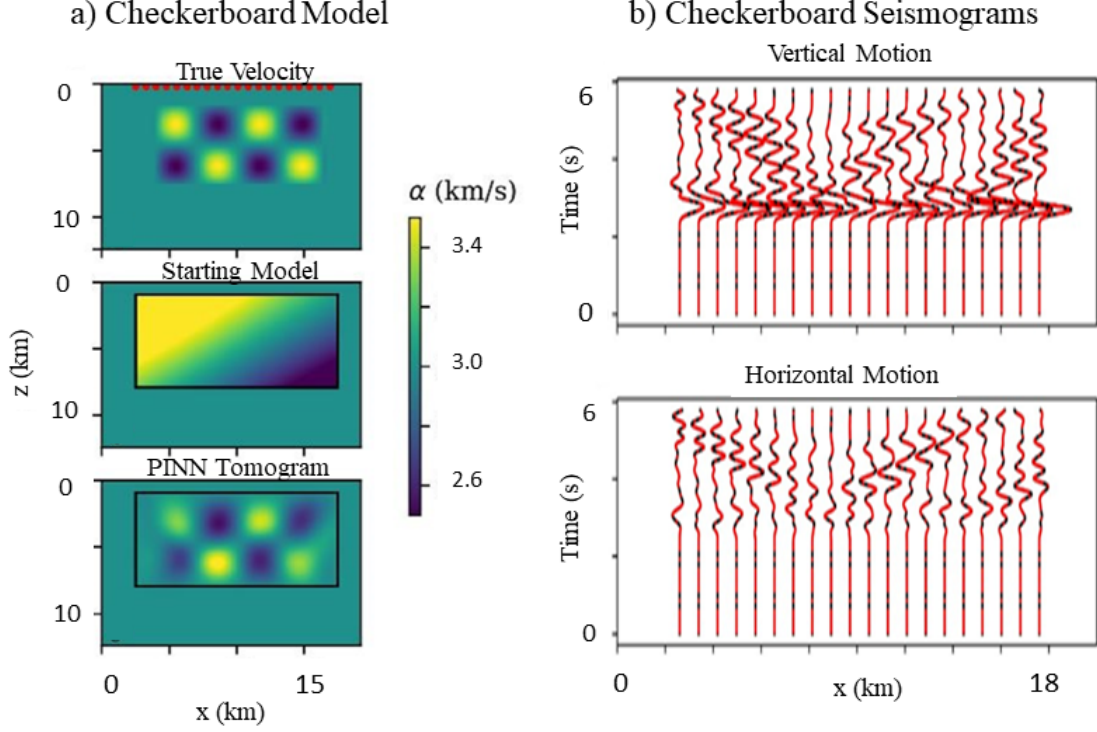 a) Checkerboard Model
True Velocity
0
10
Starting Model
0
10
PINN Tomogram
0
10
0 15
x (km)
z (km)
α (km/s)
3.4
3.0
2.6
b) Checkerboard Seismograms
Vertical Motion
6
Time (s)
0
Horizontal Motion
6
Time (s)
0
0 x (km) 18